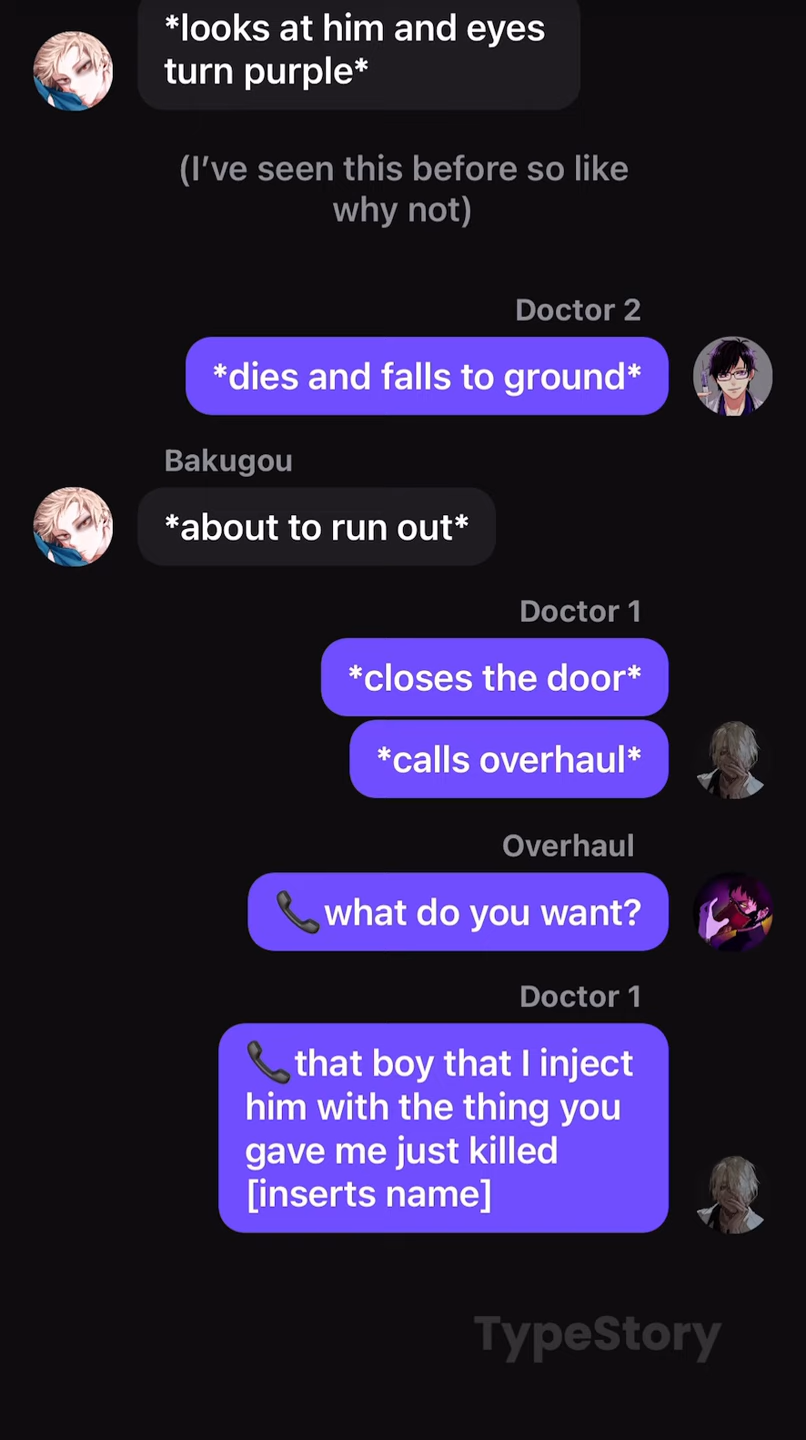 *looks at him and eyes
turn purple*
(I’ve seen this before so like
why not)
Doctor 2
*dies and falls to ground*
Bakugou
*about to run out*
Doctor 1
*closes the door*
*calls overhaul*
Overhaul
📞what do you want?
Doctor 1
📞that boy that I inject
him with the thing you
gave me just killed
[inserts name]
TypeStory